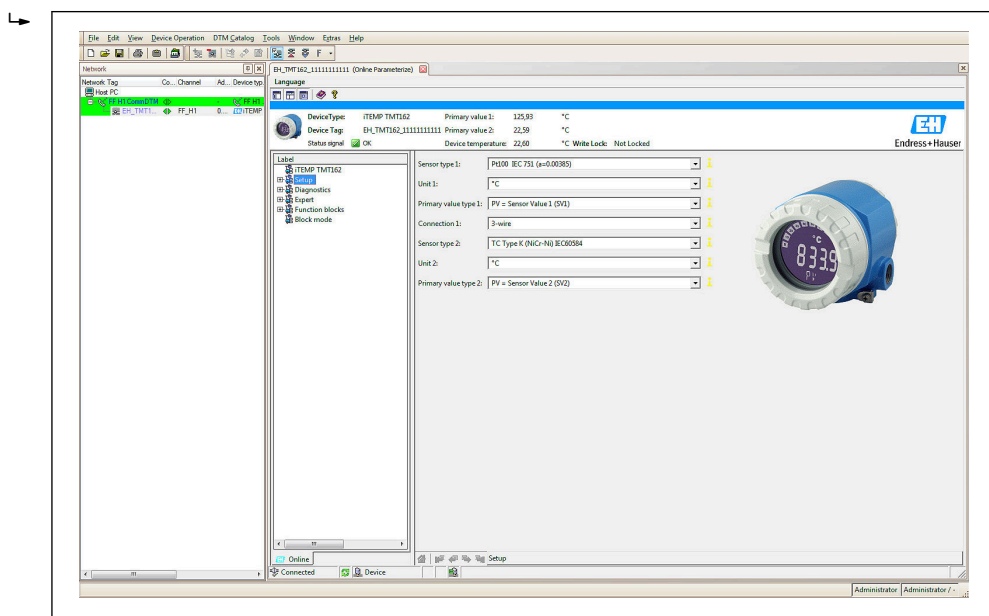 File Edit View Device Operation DTM Catalog Tools Window Extras Help
F
Network
EH_TMT162_11111111111 (Online Parameterize)
Network Tag Co... Channel Ad... Device typ
Host PC
FF H1 CommDTM - FF H1
EH_TMT1... FF_H1 0... iTEMP
Language
DeviceType: iTEMP TMT162 Primary value 1: 125,93 °C
Device Tag: EH_TMT162_11111111111 Primary value 2: 22,59 °C
Status signal OK Device temperature: 22,60 °C Write Lock: Not Locked
EH
Endress+Hauser
Label
iTEMP TMT162
Setup
Diagnostics
Expert
Function blocks
Block mode
Sensor type 1: Pt100 IEC 751 (a=0.00385)
Unit 1: °C
Primary value type 1: PV = Sensor Value 1 (SV1)
Connection 1: 3-wire
Sensor type 2: TC Type K (NiCr-Ni) IEC60584
Unit 2: °C
Primary value type 2: PV = Sensor Value 2 (SV2)
°C
833.9
PV
Online
Setup
Connected Device
Administrator Administrator / -